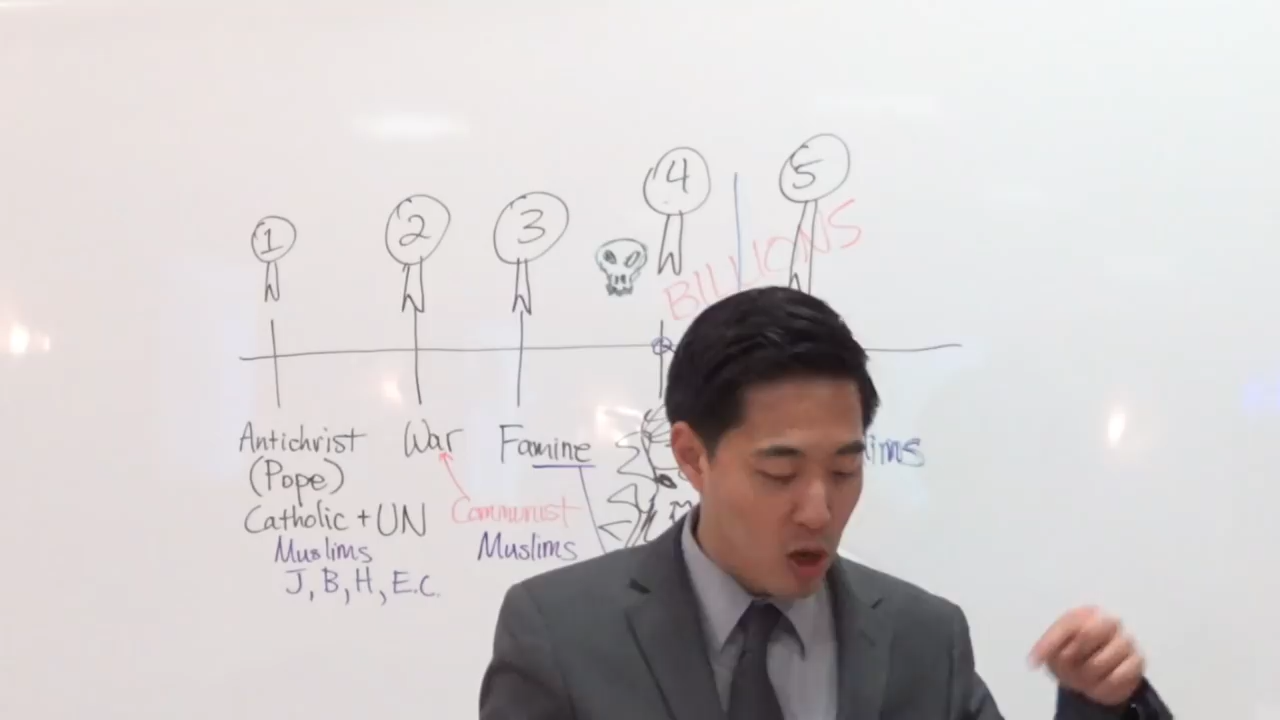 1 2 3 4 5
BILLIONS
Antichrist War Famine
(Pope)
Catholic + UN Communist
Muslims Muslims
J, B, H, E.C.